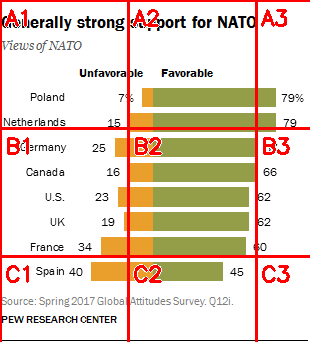 Generally strong support for NATO
Views of NATO
Unfavorable Favorable
Poland 7% 79%
Netherlands 15 79
Germany 25
Canada 16 66
U.S. 23 62
UK 19 62
France 34 60
Spain 40 45
Source: Spring 2017 Global Attitudes Survey. Q12i.
PEW RESEARCH CENTER
A1 A2 A3
B1 B2 B3
C1 C2 C3